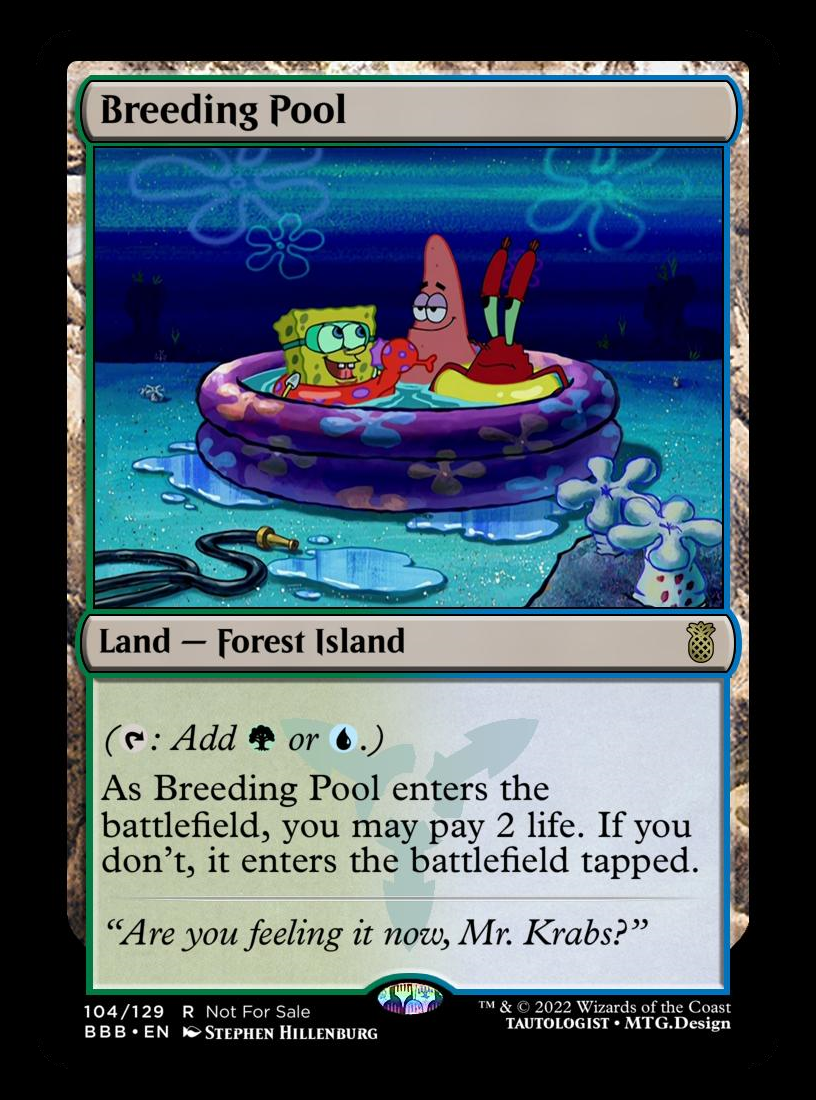 Breeding Pool
Land — Forest Island
(: Add or .)
As Breeding Pool enters the
battlefield, you may pay 2 life. If you
don't, it enters the battlefield tapped.
“Are you feeling it now, Mr. Krabs?”
104/129 R Not For Sale
BBB • EN STEPHEN HILLENBURG
™ & © 2022 Wizards of the Coast
TAUTOLOGIST • MTG.Design